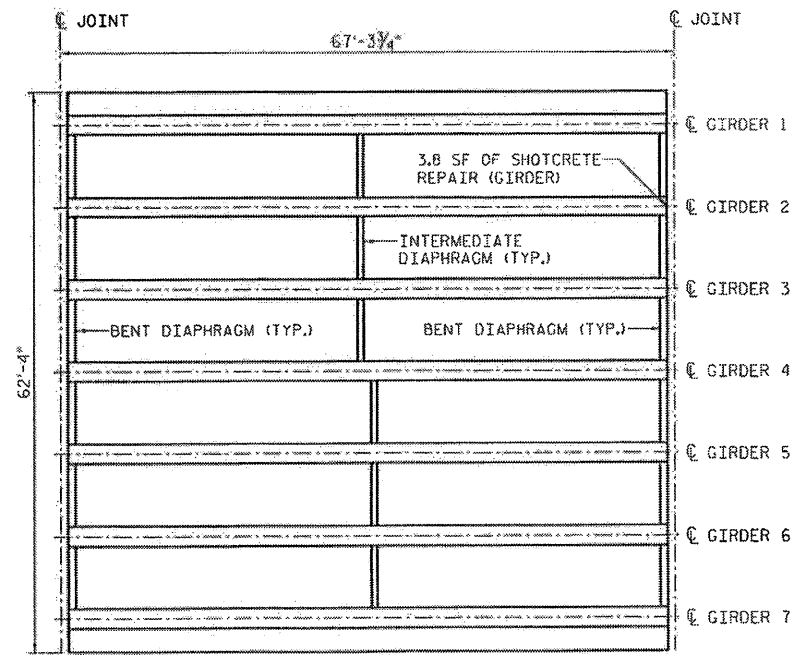 ℄ JOINT
℄ JOINT
67'-3¾"
℄ GIRDER 1
3.8 SF OF SHOTCRETE
REPAIR (GIRDER)
℄ GIRDER 2
INTERMEDIATE
DIAPHRAGM (TYP.)
℄ GIRDER 3
BENT DIAPHRAGM (TYP.)
BENT DIAPHRAGM (TYP.)
62'-4"
℄ GIRDER 4
℄ GIRDER 5
℄ GIRDER 6
℄ GIRDER 7